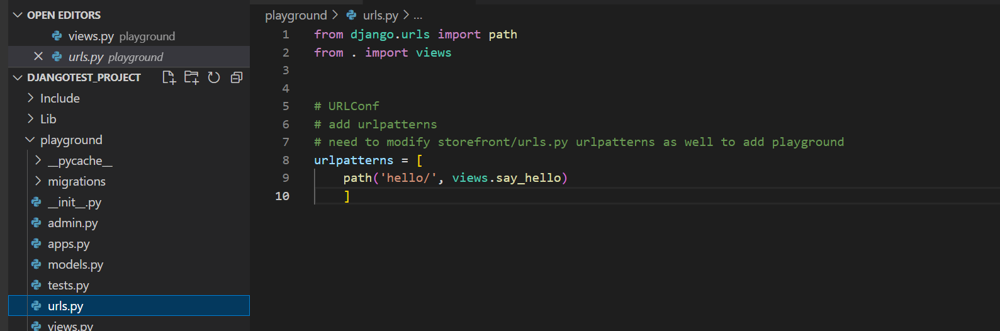 OPEN EDITORS
views.py playground
urls.py playground
DJANGOTEST_PROJECT
Include
Lib
playground
__pycache__
migrations
__init__.py
admin.py
apps.py
models.py
tests.py
urls.py
views.py
playground > urls.py > ...
1 from django.urls import path
2 from . import views
3
4
5 # URLConf
6 # add urlpatterns
7 # need to modify storefront/urls.py urlpatterns as well to add playground
8 urlpatterns = [
9     path('hello/', views.say_hello)
10     ]